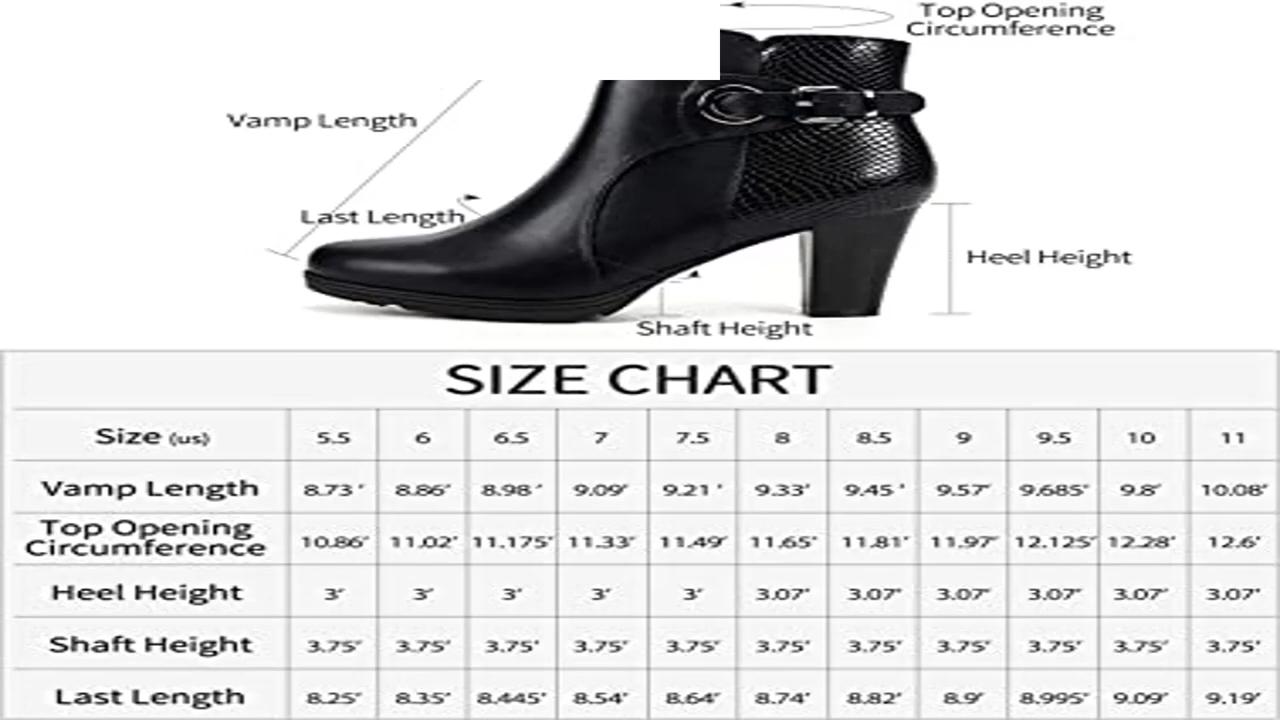 Top Opening
Circumference
Vamp Length
Last Length
Heel Height
Shaft Height
SIZE CHART
Size (us) 5.5 6 6.5 7 7.5 8 8.5 9 9.5 10 11
Vamp Length 8.73' 8.86' 8.98' 9.09' 9.21' 9.33' 9.45' 9.57' 9.685' 9.8' 10.08'
Top Opening
Circumference 10.86' 11.02' 11.175' 11.33' 11.49' 11.65' 11.81' 11.97' 12.125' 12.28' 12.6'
Heel Height 3' 3' 3' 3' 3' 3.07' 3.07' 3.07' 3.07' 3.07' 3.07'
Shaft Height 3.75' 3.75' 3.75' 3.75' 3.75' 3.75' 3.75' 3.75' 3.75' 3.75' 3.75'
Last Length 8.25' 8.35' 8.445' 8.54' 8.64' 8.74' 8.82' 8.9' 8.995' 9.09' 9.19'